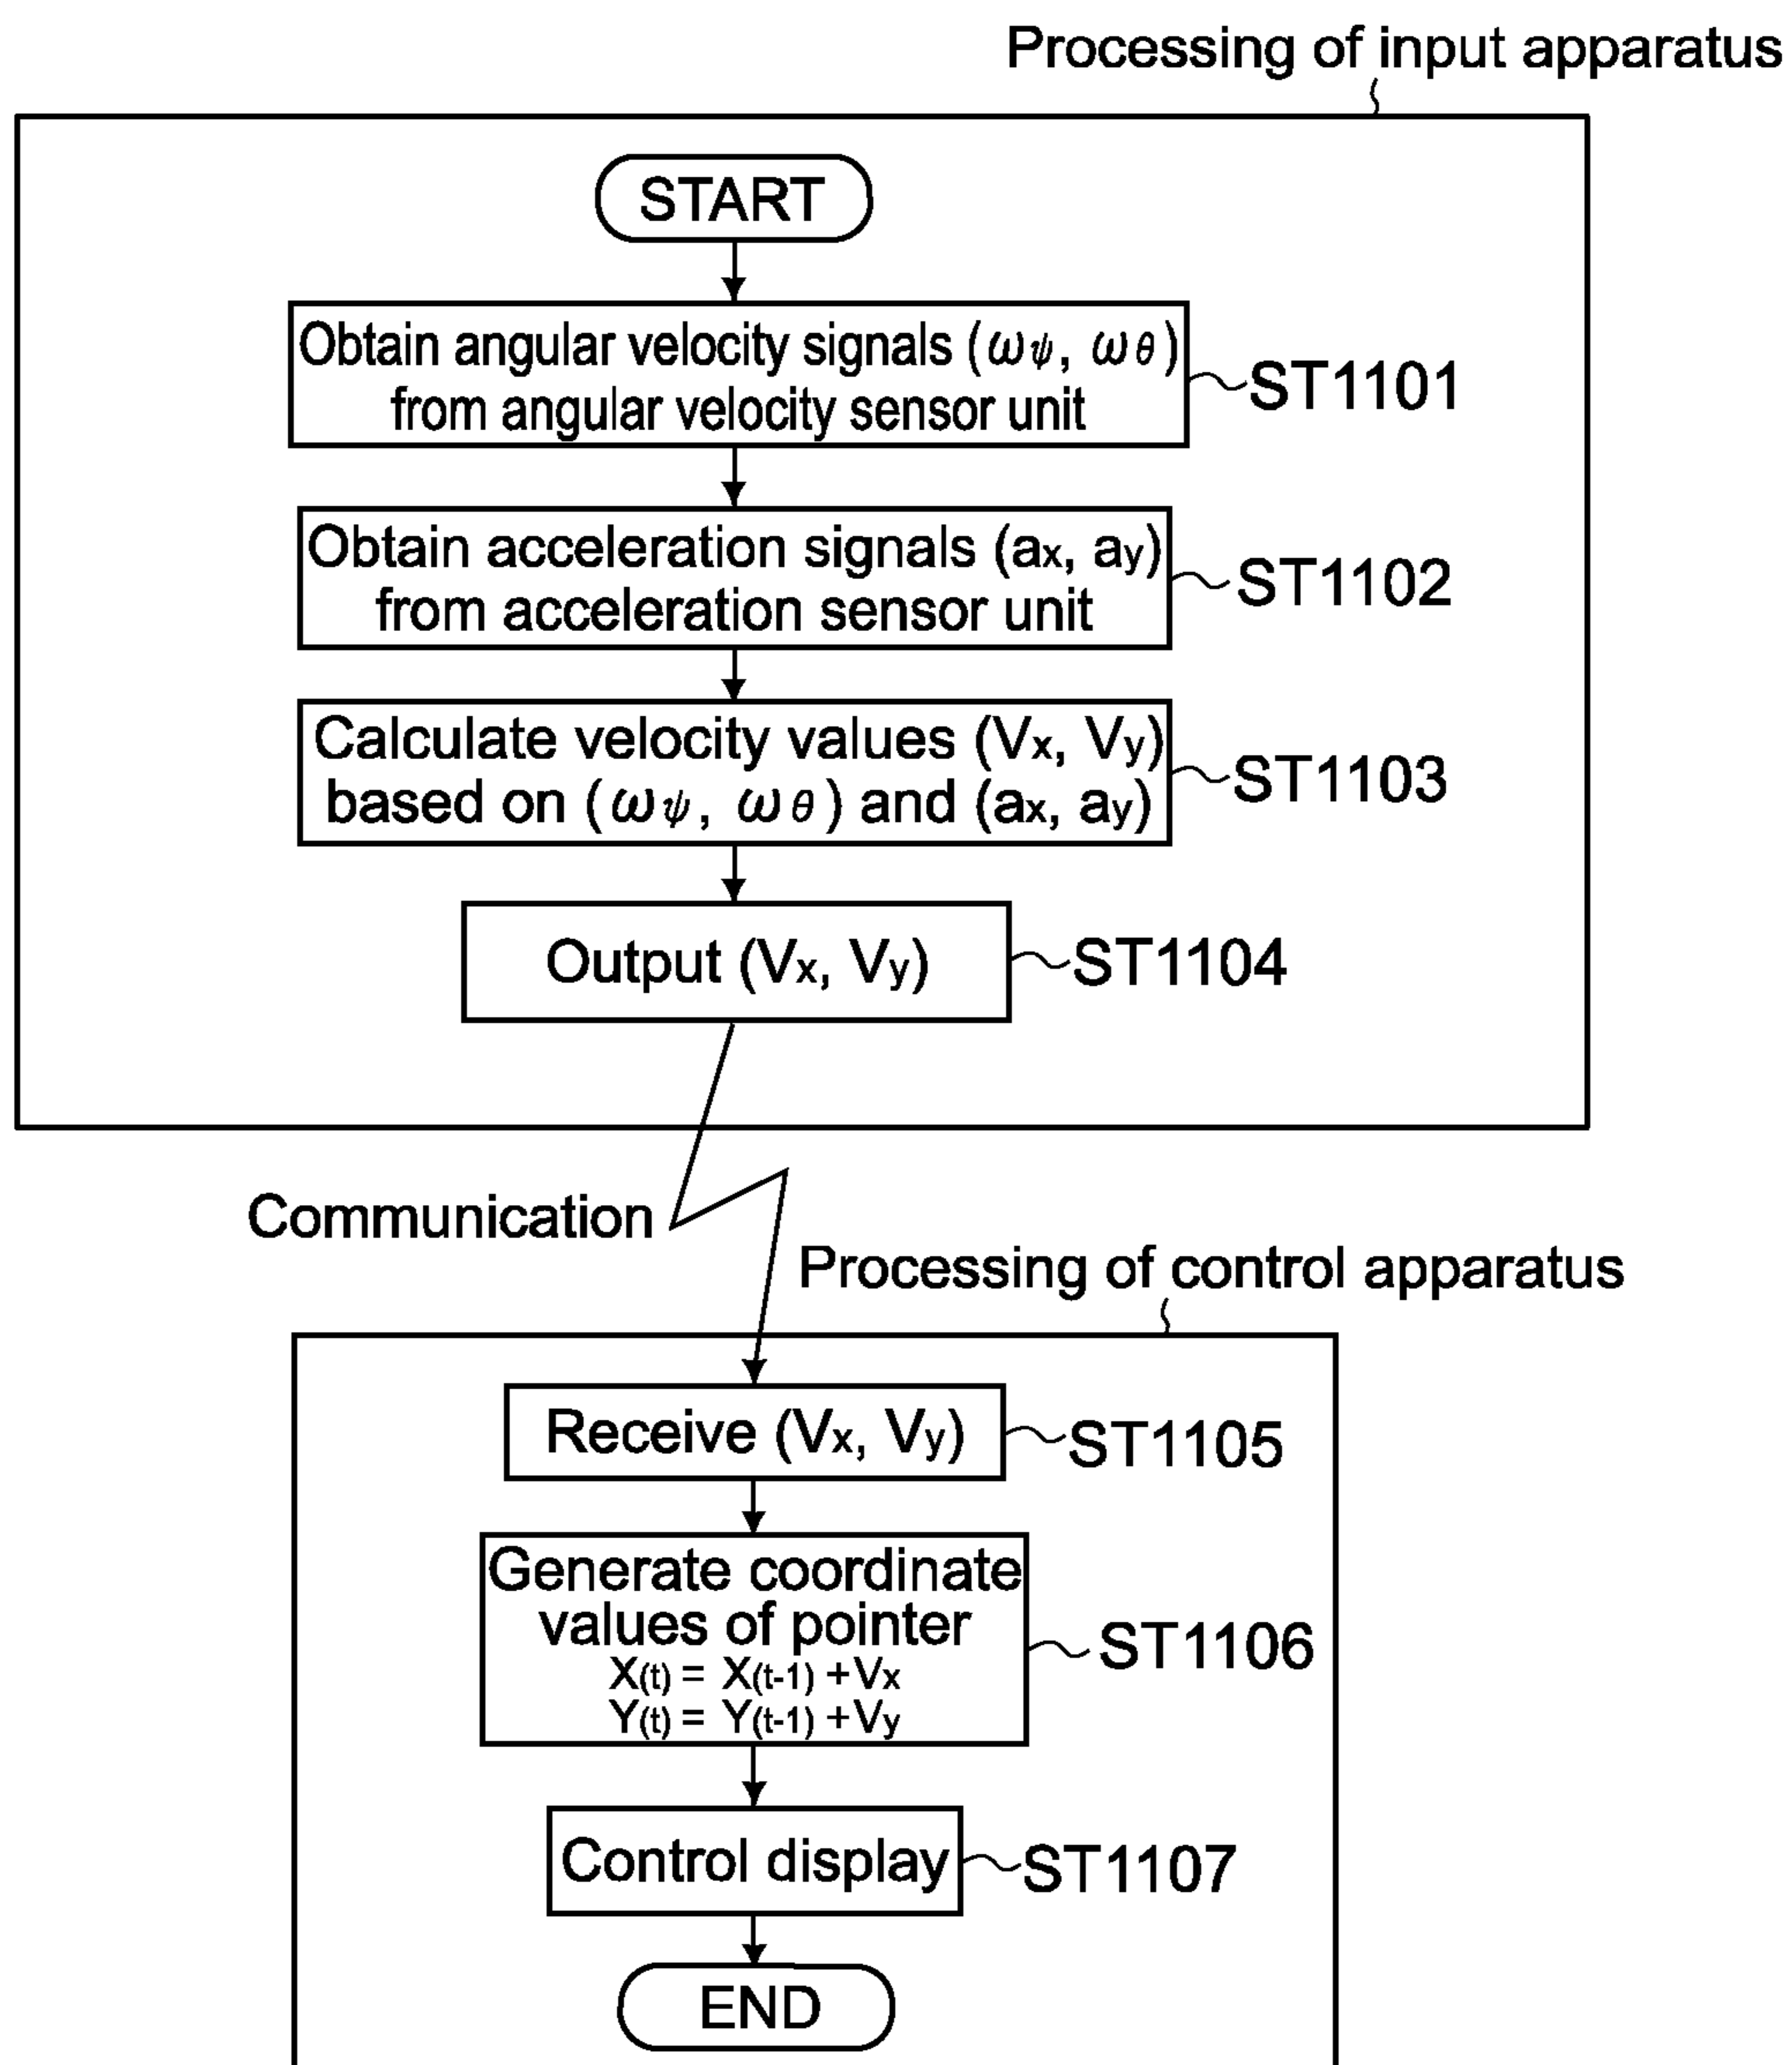 Processing of input apparatus
START
Obtain angular velocity signals (ωψ, ωθ)
from angular velocity sensor unit
ST1101
Obtain acceleration signals (ax, ay)
from acceleration sensor unit
ST1102
Calculate velocity values (Vx, Vy)
based on (ωψ, ωθ) and (ax, ay)
ST1103
Output (Vx, Vy)
ST1104
Communication
Processing of control apparatus
Receive (Vx, Vy)
ST1105
Generate coordinate
values of pointer
X(t) = X(t-1) +Vx
Y(t) = Y(t-1) +Vy
ST1106
Control display
ST1107
END